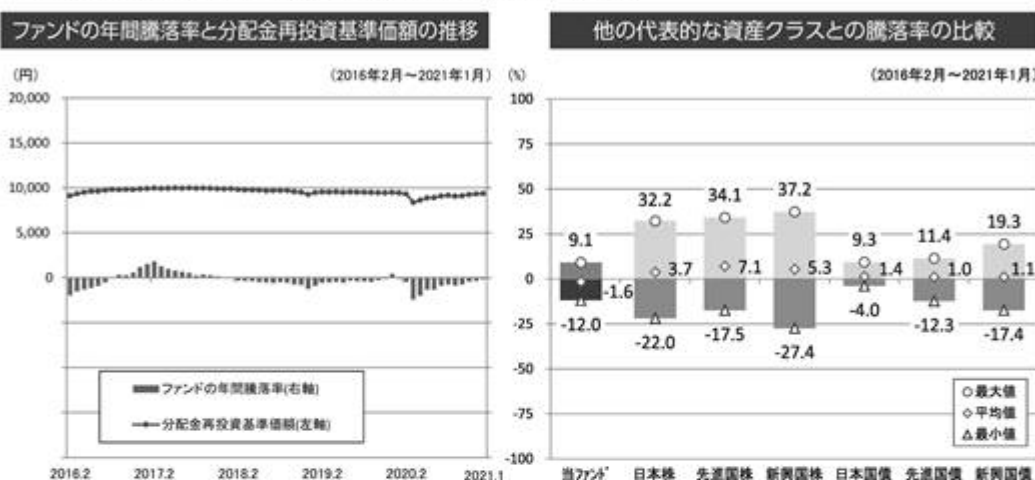 ファンドの年間騰落率と分配金再投資基準価額の推移
(円)
(2016年2月～2021年1月)
(%)
20,000
15,000
10,000
5,000
0
100
75
50
25
0
-25
-50
-75
-100
ファンドの年間騰落率(右軸)
分配金再投資基準価額(左軸)
2016.2
2017.2
2018.2
2019.2
2020.2
2021.1
他の代表的な資産クラスとの騰落率の比較
(2016年2月～2021年1月)
9.1
32.2
34.1
37.2
9.3
11.4
19.3
-1.6
3.7
7.1
5.3
1.4
1.0
1.1
-12.0
-22.0
-17.5
-27.4
-4.0
-12.3
-17.4
最大値
平均値
最小値
当ファンド
日本株
先進国株
新興国株
日本国債
先進国債
新興国債